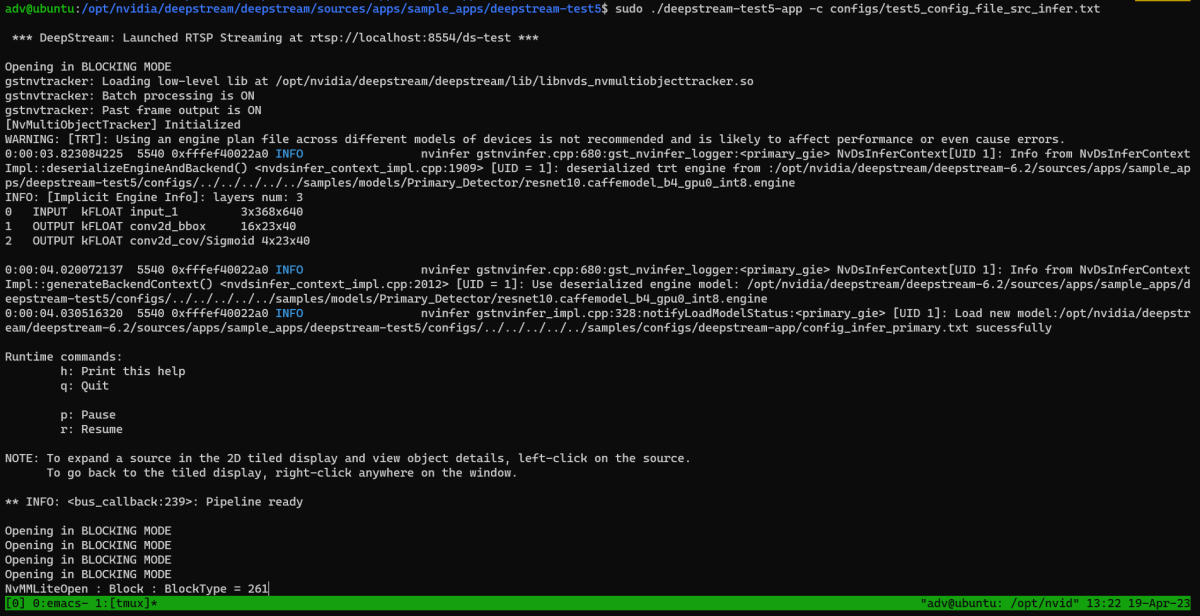 adv@ubuntu:/opt/nvidia/deepstream/deepstream/sources/apps/sample_apps/deepstream-test5$ sudo ./deepstream-test5-app -c configs/test5_config_file_src_infer.txt
*** DeepStream: Launched RTSP Streaming at rtsp://localhost:8554/ds-test ***
Opening in BLOCKING MODE
gstnvtracker: Loading low-level lib at /opt/nvidia/deepstream/deepstream/lib/libnvds_nvmultiobjecttracker.so
gstnvtracker: Batch processing is ON
gstnvtracker: Past frame output is ON
[NvMultiObjectTracker] Initialized
WARNING: [TRT]: Using an engine plan file across different models of devices is not recommended and is likely to affect performance or even cause errors.
0:00:03.823084225  5540 0xfffef40022a0 INFO                 nvinfer gstnvinfer.cpp:680:gst_nvinfer_logger:<primary_gie> NvDsInferContext[UID 1]: Info from NvDsInferContext
Impl::deserializeEngineAndBackend() <nvdsinfer_context_impl.cpp:1909> [UID = 1]: deserialized trt engine from :/opt/nvidia/deepstream/deepstream-6.2/sources/apps/sample_ap
ps/deepstream-test5/configs/../../../../../samples/models/Primary_Detector/resnet10.caffemodel_b4_gpu0_int8.engine
INFO: [Implicit Engine Info]: layers num: 3
0   INPUT  kFLOAT input_1         3x368x640
1   OUTPUT kFLOAT conv2d_bbox     16x23x40
2   OUTPUT kFLOAT conv2d_cov/Sigmoid 4x23x40
0:00:04.020072137  5540 0xfffef40022a0 INFO                 nvinfer gstnvinfer.cpp:680:gst_nvinfer_logger:<primary_gie> NvDsInferContext[UID 1]: Info from NvDsInferContext
Impl::generateBackendContext() <nvdsinfer_context_impl.cpp:2012> [UID = 1]: Use deserialized engine model: /opt/nvidia/deepstream/deepstream-6.2/sources/apps/sample_apps/d
eepstream-test5/configs/../../../../../samples/models/Primary_Detector/resnet10.caffemodel_b4_gpu0_int8.engine
0:00:04.030516320  5540 0xfffef40022a0 INFO                 nvinfer gstnvinfer_impl.cpp:328:notifyLoadModelStatus:<primary_gie> [UID 1]: Load new model:/opt/nvidia/deepstr
eam/deepstream-6.2/sources/apps/sample_apps/deepstream-test5/configs/../../../../../samples/configs/deepstream-app/config_infer_primary.txt sucessfully
Runtime commands:
h: Print this help
q: Quit
p: Pause
r: Resume
NOTE: To expand a source in the 2D tiled display and view object details, left-click on the source.
To go back to the tiled display, right-click anywhere on the window.
** INFO: <bus_callback:239>: Pipeline ready
Opening in BLOCKING MODE
Opening in BLOCKING MODE
Opening in BLOCKING MODE
Opening in BLOCKING MODE
NvMMLiteOpen : Block : BlockType = 261
[0] 0:emacs- 1:[tmux]* "adv@ubuntu: /opt/nvid" 13:22 19-Apr-23